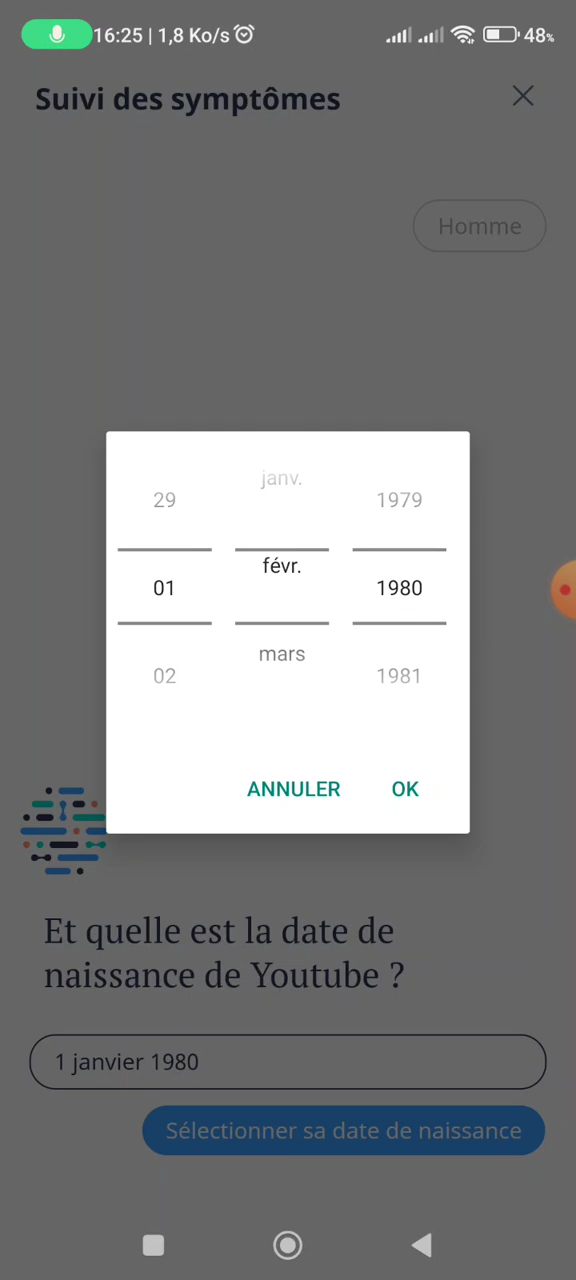 16:25 | 1,8 Ko/s 48%
Suivi des symptômes
Homme
29 janv. 1979
01 févr. 1980
02 mars 1981
ANNULER OK
Et quelle est la date de
naissance de Youtube ?
1 janvier 1980
Sélectionner sa date de naissance